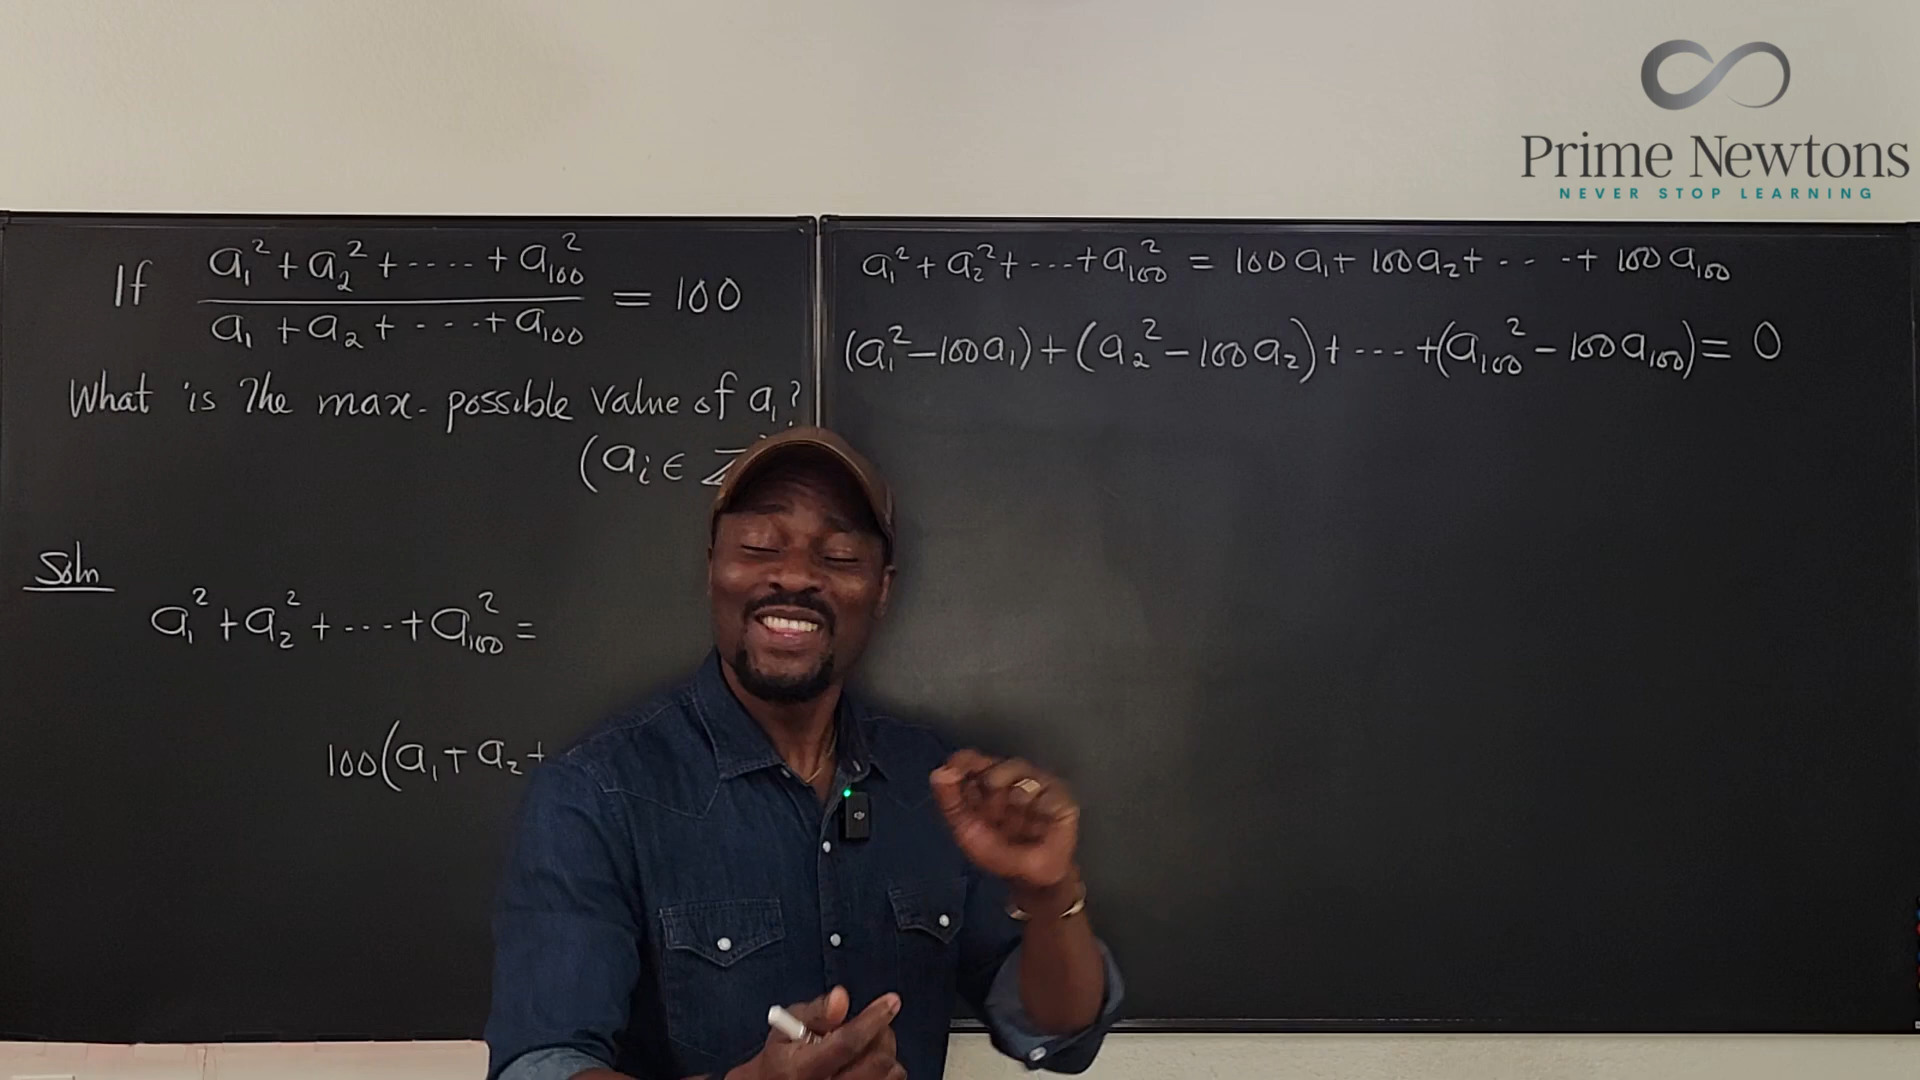 Prime Newtons
NEVER STOP LEARNING
If (a₁² + a₂² + ---- + a₁₀₀²) / (a₁ + a₂ + ---- + a₁₀₀) = 100
What is the max. possible value of a₁?
(aᵢ ∈ ℤ
Soln
a₁² + a₂² + --- + a₁₀₀² =
100(a₁ + a₂ +
a₁² + a₂² + --- + a₁₀₀² = 100a₁ + 100a₂ + --- + 100a₁₀₀
(a₁² – 100a₁) + (a₂² – 100a₂) + --- + (a₁₀₀² – 100a₁₀₀) = 0